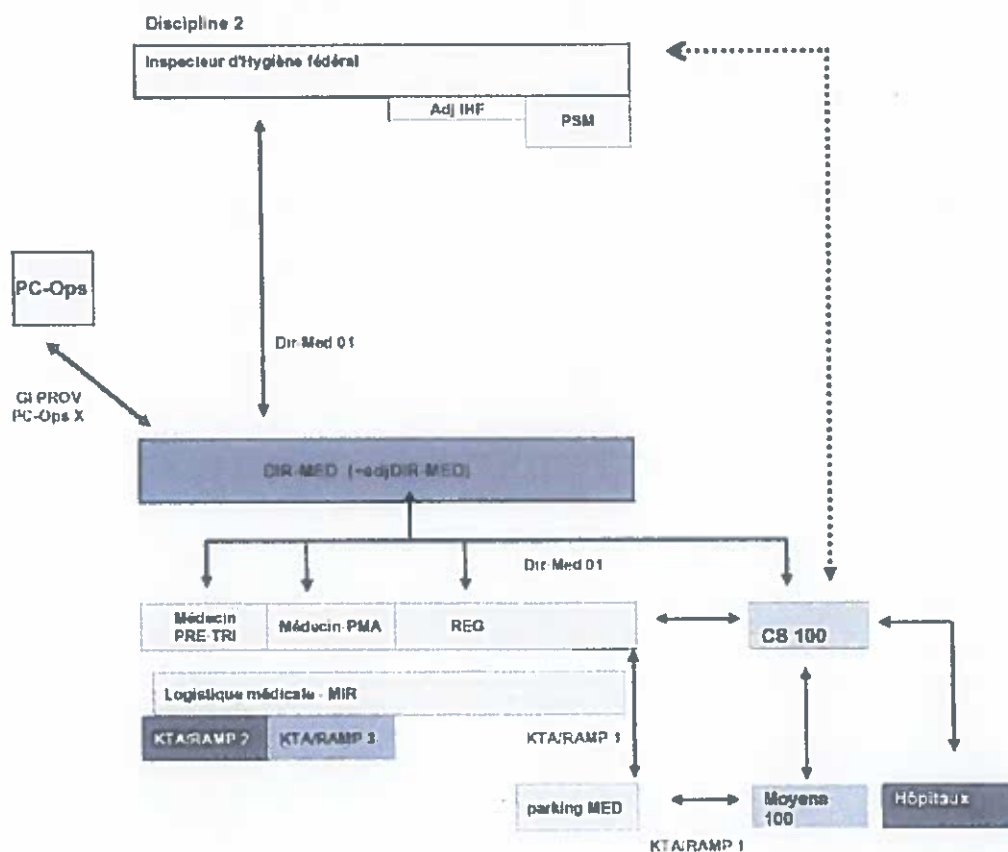 Discipline 2
Inspecteur d'Hygiène fédéral
Adj IHF
PSM
PC-Ops
Dir-Med 01
GI PROV
PC-Ops X
DIR-MED (+adjDIR-MED)
Dir-Med 01
Médecin
PRE-TRI
Médecin-PMA
REG
CS 100
Logistique médicale - MIR
KTA/RAMP 2
KTA/RAMP 3
KTA/RAMP 1
parking MED
Moyens
100
Hôpitaux
KTA/RAMP 1